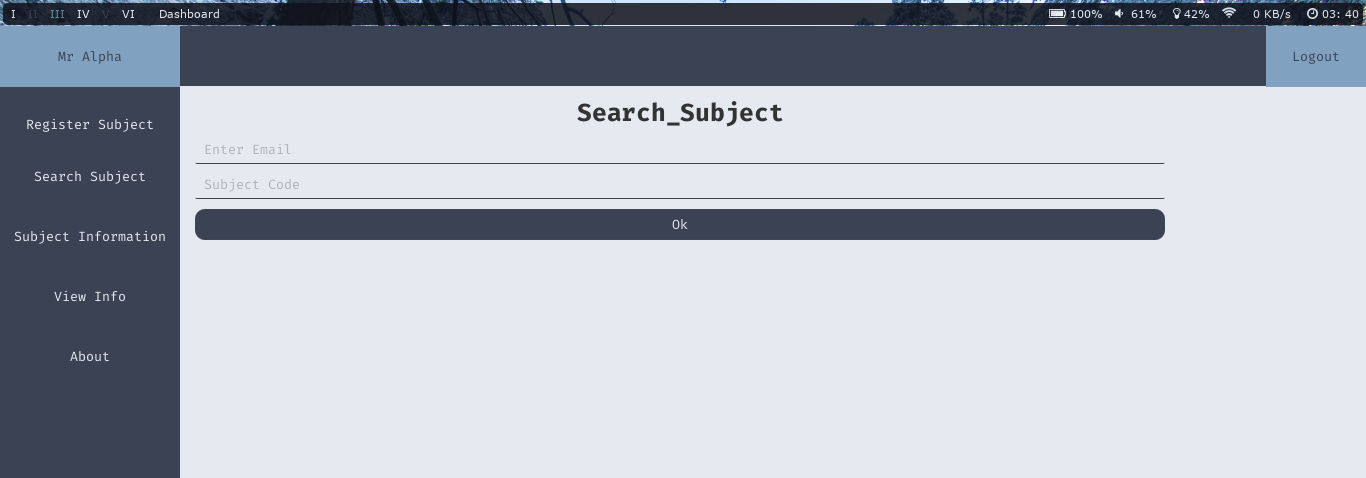 I II III IV V VI Dashboard 100% 61% 42% 0 KB/s 03: 40
Mr Alpha
Logout
Register Subject
Search Subject
Subject Information
View Info
About
Search_Subject
Enter Email
Subject Code
Ok